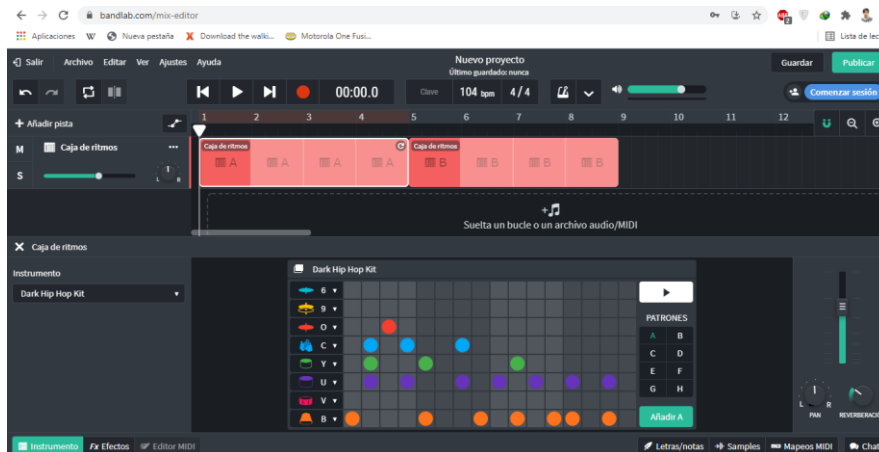 bandlab.com/mix-editor
Aplicaciones Nueva pestaña Download the walki... Motorola One Fusi... Lista de lec
Salir Archivo Editar Ver Ajustes Ayuda Nuevo proyecto Guardar Publicar
Último guardado: nunca
00:00.0 Clave 104 bpm 4 / 4 Comenzar sesión
+ Añadir pista 1 2 3 4 5 6 7 8 9 10 11 12
Caja de ritmos Caja de ritmos
M Caja de ritmos ... A A A A B B B B
S L R
Suelta un bucle o un archivo audio/MIDI
X Caja de ritmos
Instrumento Dark Hip Hop Kit
Dark Hip Hop Kit
6
9
O
C
Y
U
V
B
PATRONES
A B
C D
E F
G H
Añadir A
L R
PAN REVERBERACIÓ
Instrumento Fx Efectos Editor MIDI Letras/notas Samples Mapeos MIDI Chat